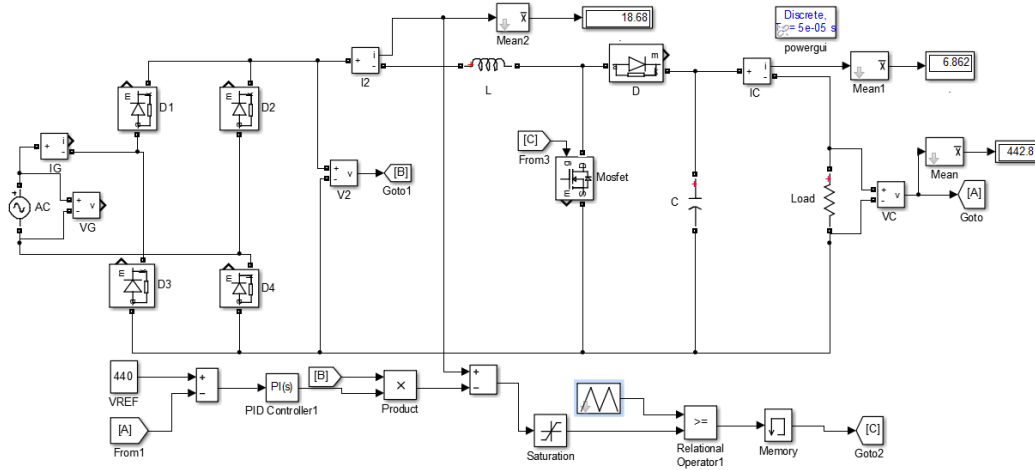 18.68
Mean2
Discrete,
= 5e-05 s
powergui
6.862
Mean1
I2
L
D
IC
D1
D2
[C]
From3
Mosfet
[B]
Goto1
V2
442.8
Mean
IG
AC
VG
C
Load
VC
[A]
Goto
D3
D4
440
VREF
PI(s)
PID Controller1
[B]
×
Product
[A]
From1
Saturation
>=
Relational
Operator1
Memory
[C]
Goto2